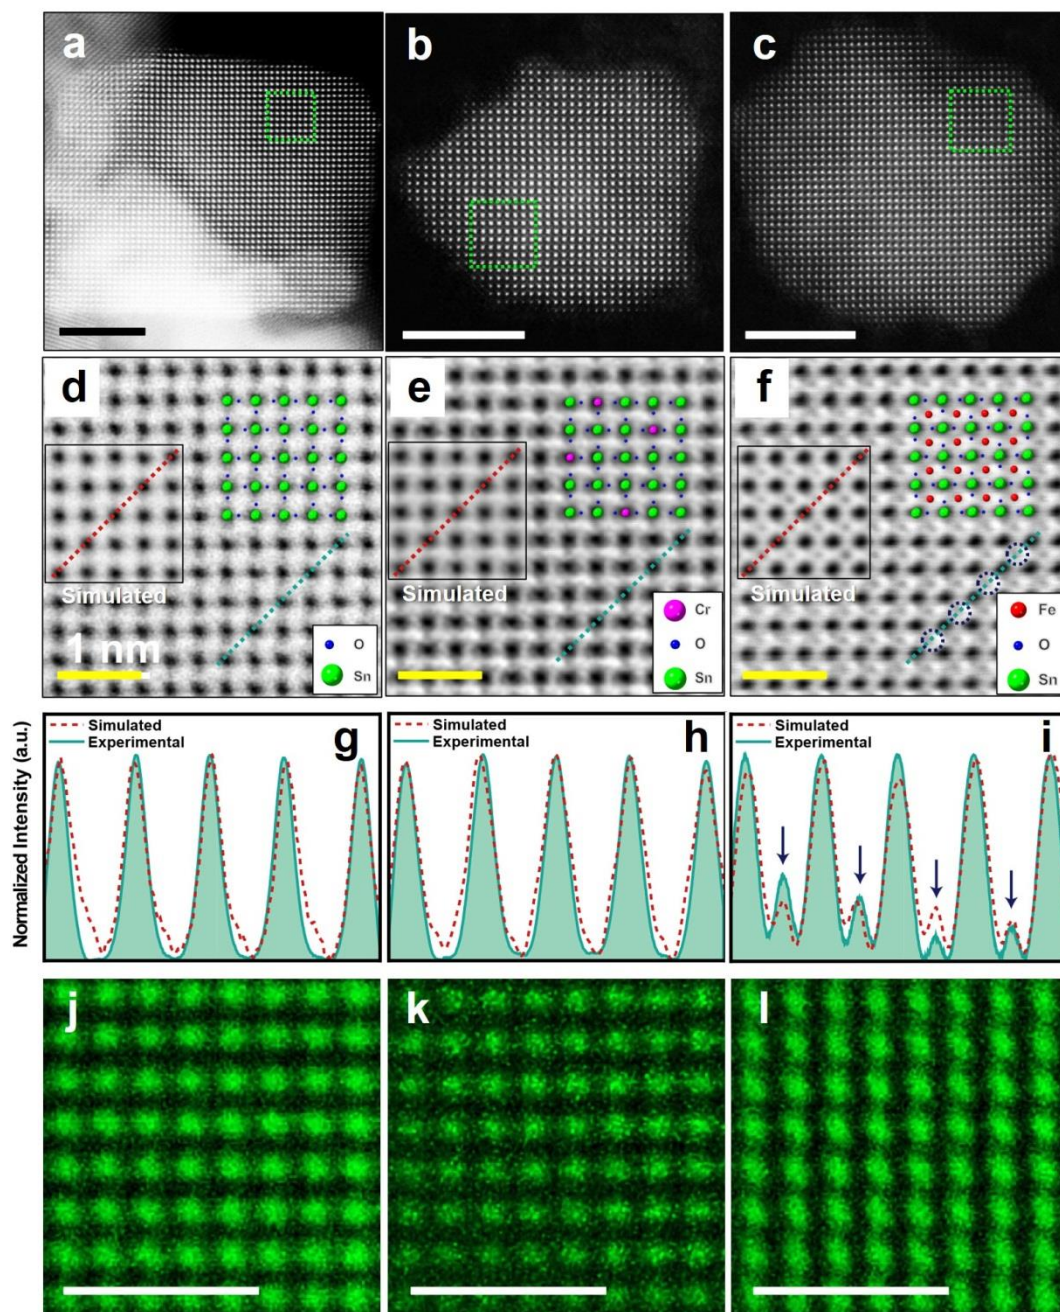 a
b
c
d
e
f
Simulated
Simulated
Simulated
1 nm
O
Sn
Cr
O
Sn
Fe
O
Sn
Normalized Intensity (a.u.)
Simulated
Experimental
g
Simulated
Experimental
h
Simulated
Experimental
i
j
k
l